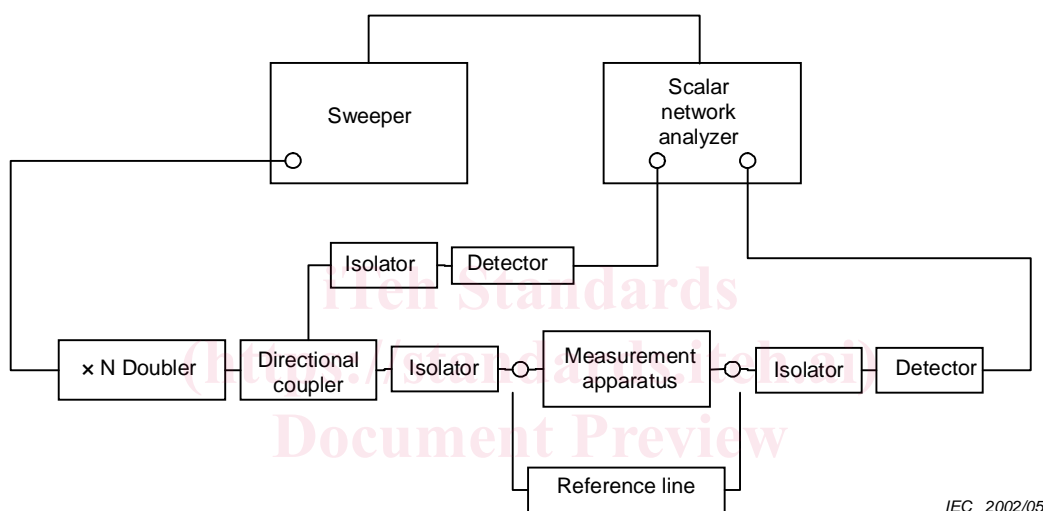 Sweeper
Scalar
network
analyzer
Isolator
Detector
iTeh Standards
× N Doubler
Directional
coupler
Isolator
Measurement
apparatus
Isolator
Detector
(https://standards.iteh.ai)
Document Preview
Reference line
IEC 2002/05